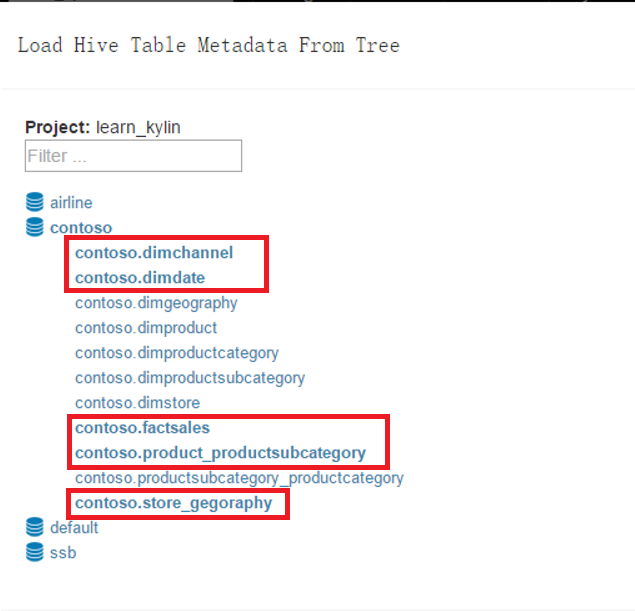 Load Hive Table Metadata From Tree
Project: learn_kylin
Filter ...
airline
contoso
contoso.dimchannel
contoso.dimdate
contoso.dimgeography
contoso.dimproduct
contoso.dimproductcategory
contoso.dimproductsubcategory
contoso.dimstore
contoso.factsales
contoso.product_productsubcategory
contoso.productsubcategory_productcategory
contoso.store_gegoraphy
default
ssb